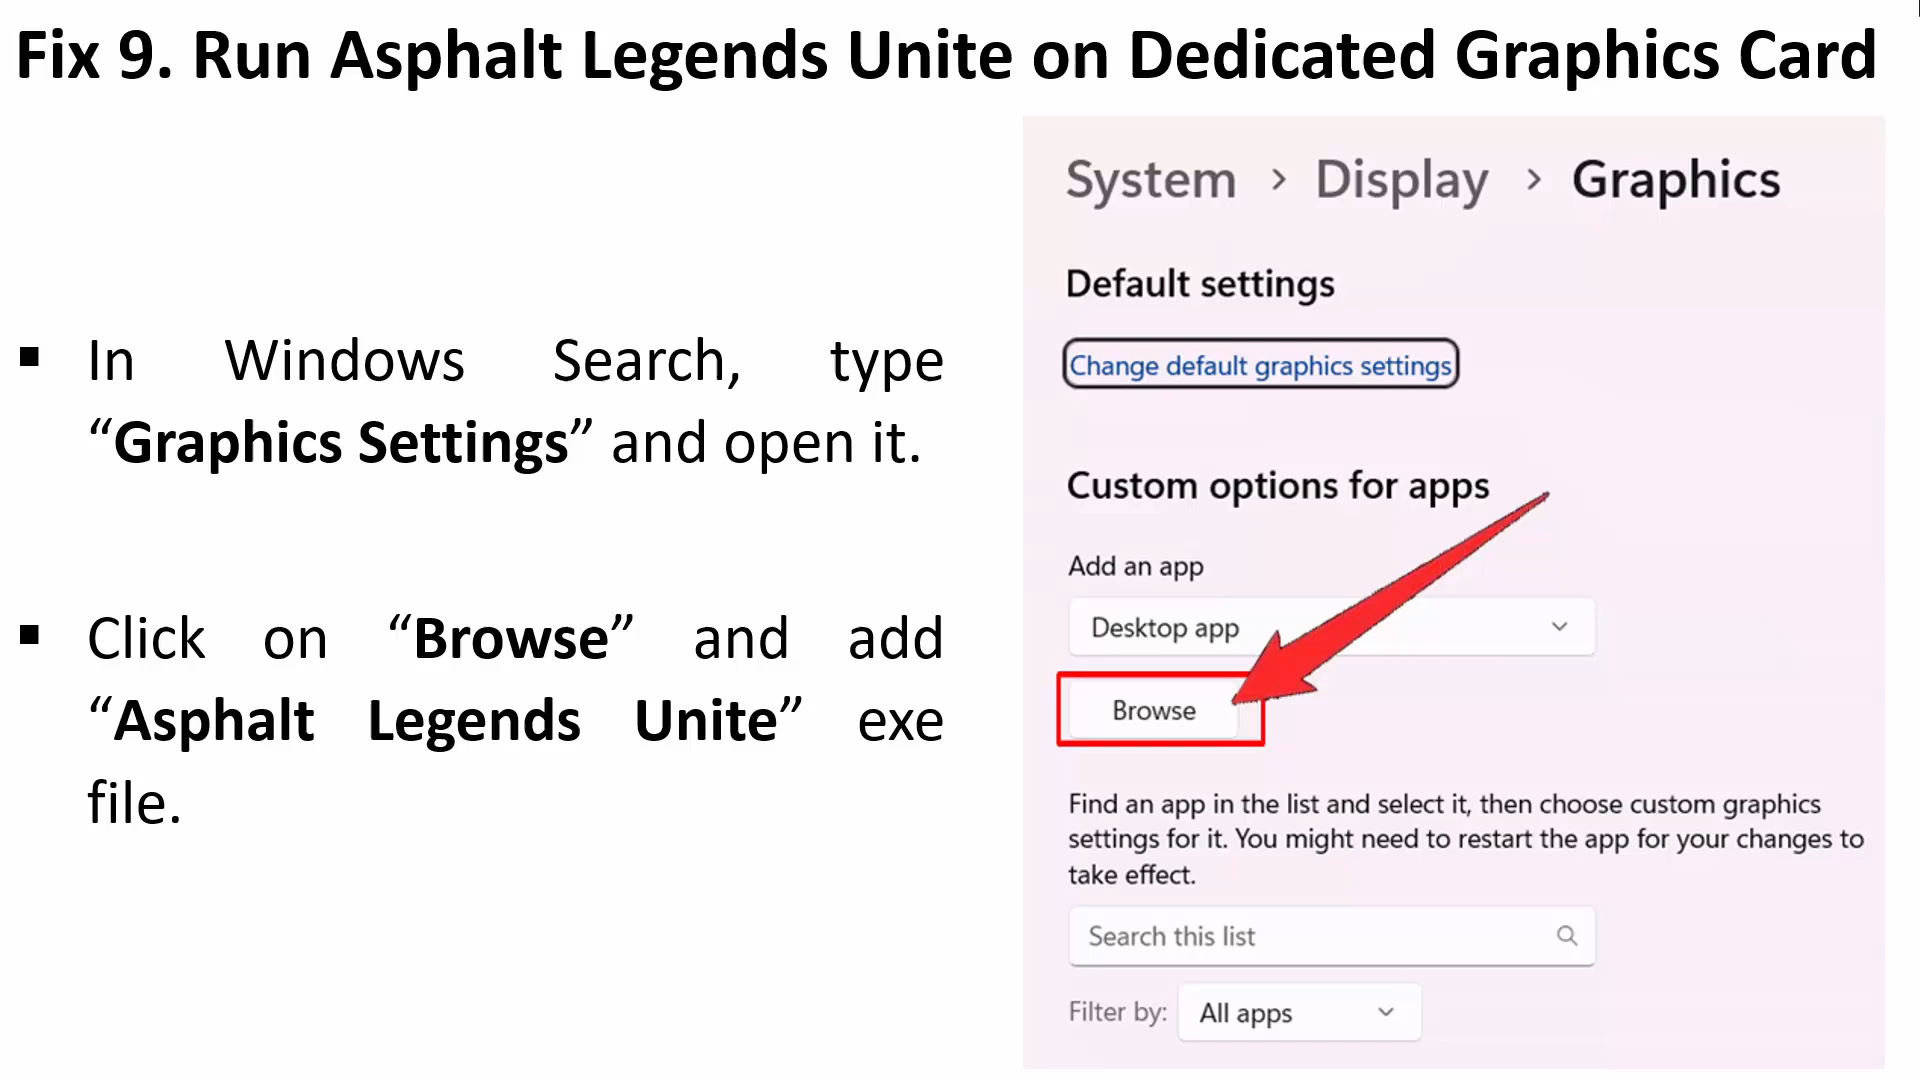 Fix 9. Run Asphalt Legends Unite on Dedicated Graphics Card
▪ In Windows Search, type
“Graphics Settings” and open it.
▪ Click on “Browse” and add
“Asphalt Legends Unite” exe
file.
System > Display > Graphics
Default settings
Change default graphics settings
Custom options for apps
Add an app
Desktop app
Browse
Find an app in the list and select it, then choose custom graphics
settings for it. You might need to restart the app for your changes to
take effect.
Search this list
Filter by: All apps